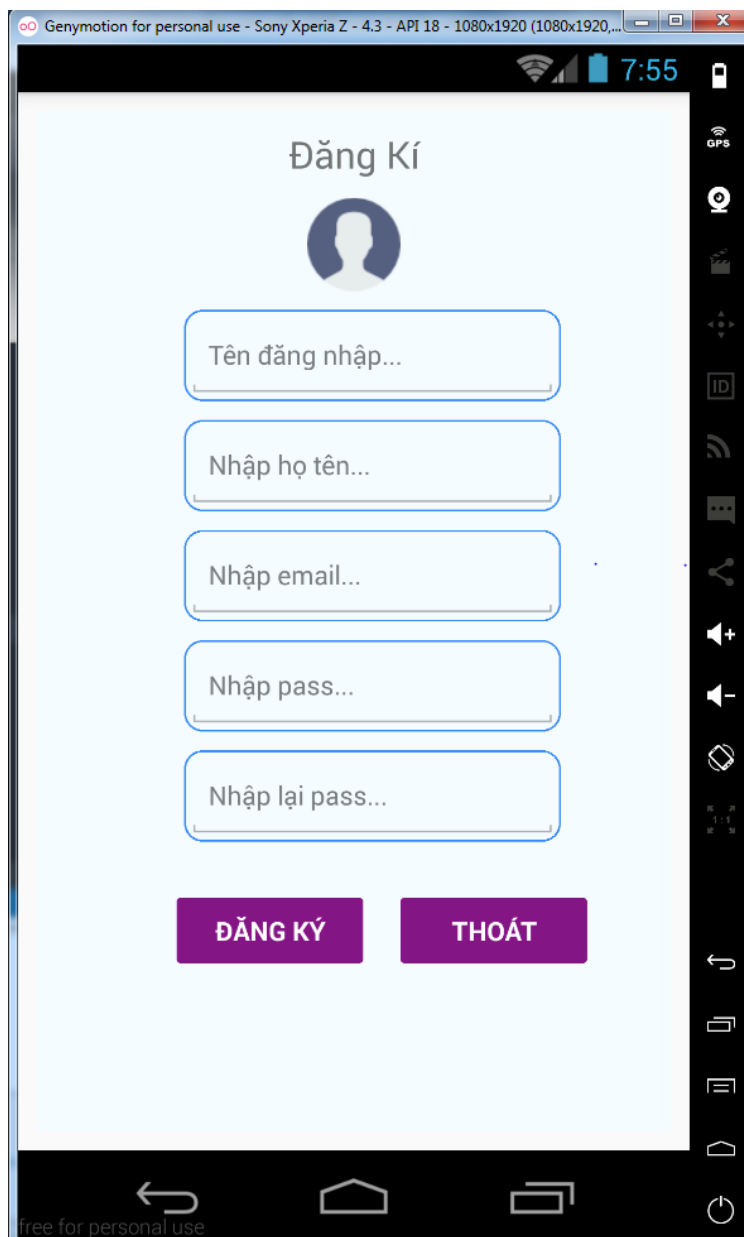 Genymotion for personal use - Sony Xperia Z - 4.3 - API 18 - 1080x1920 (1080x1920,...
7:55
GPS
Đăng Kí
Tên đăng nhập...
Nhập họ tên...
ID
Nhập email...
Nhập pass...
Nhập lại pass...
1:1
ĐĂNG KÝ THOÁT
free for personal use